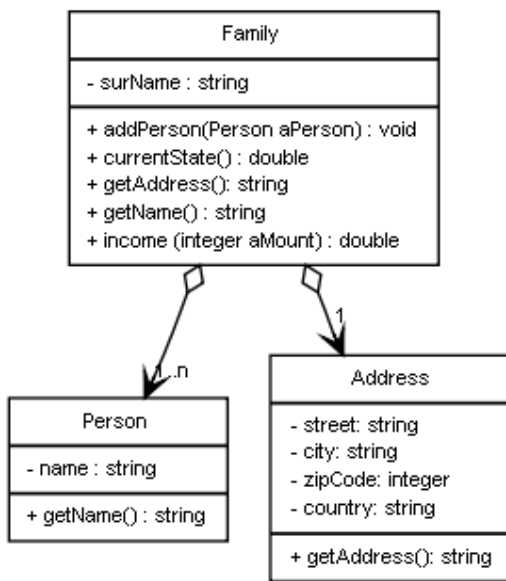 Family
- surName : string
+ addPerson(Person aPerson) : void
+ currentState() : double
+ getAddress(): string
+ getName() : string
+ income (integer aMount) : double
1..n
1
Person
- name : string
+ getName() : string
Address
- street: string
- city: string
- zipCode: integer
- country: string
+ getAddress(): string